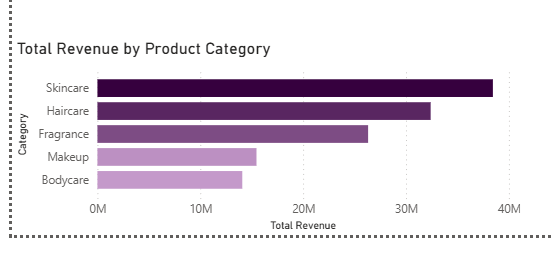 Total Revenue by Product Category
Category
Skincare
Haircare
Fragrance
Makeup
Bodycare
0M 10M 20M 30M 40M
Total Revenue